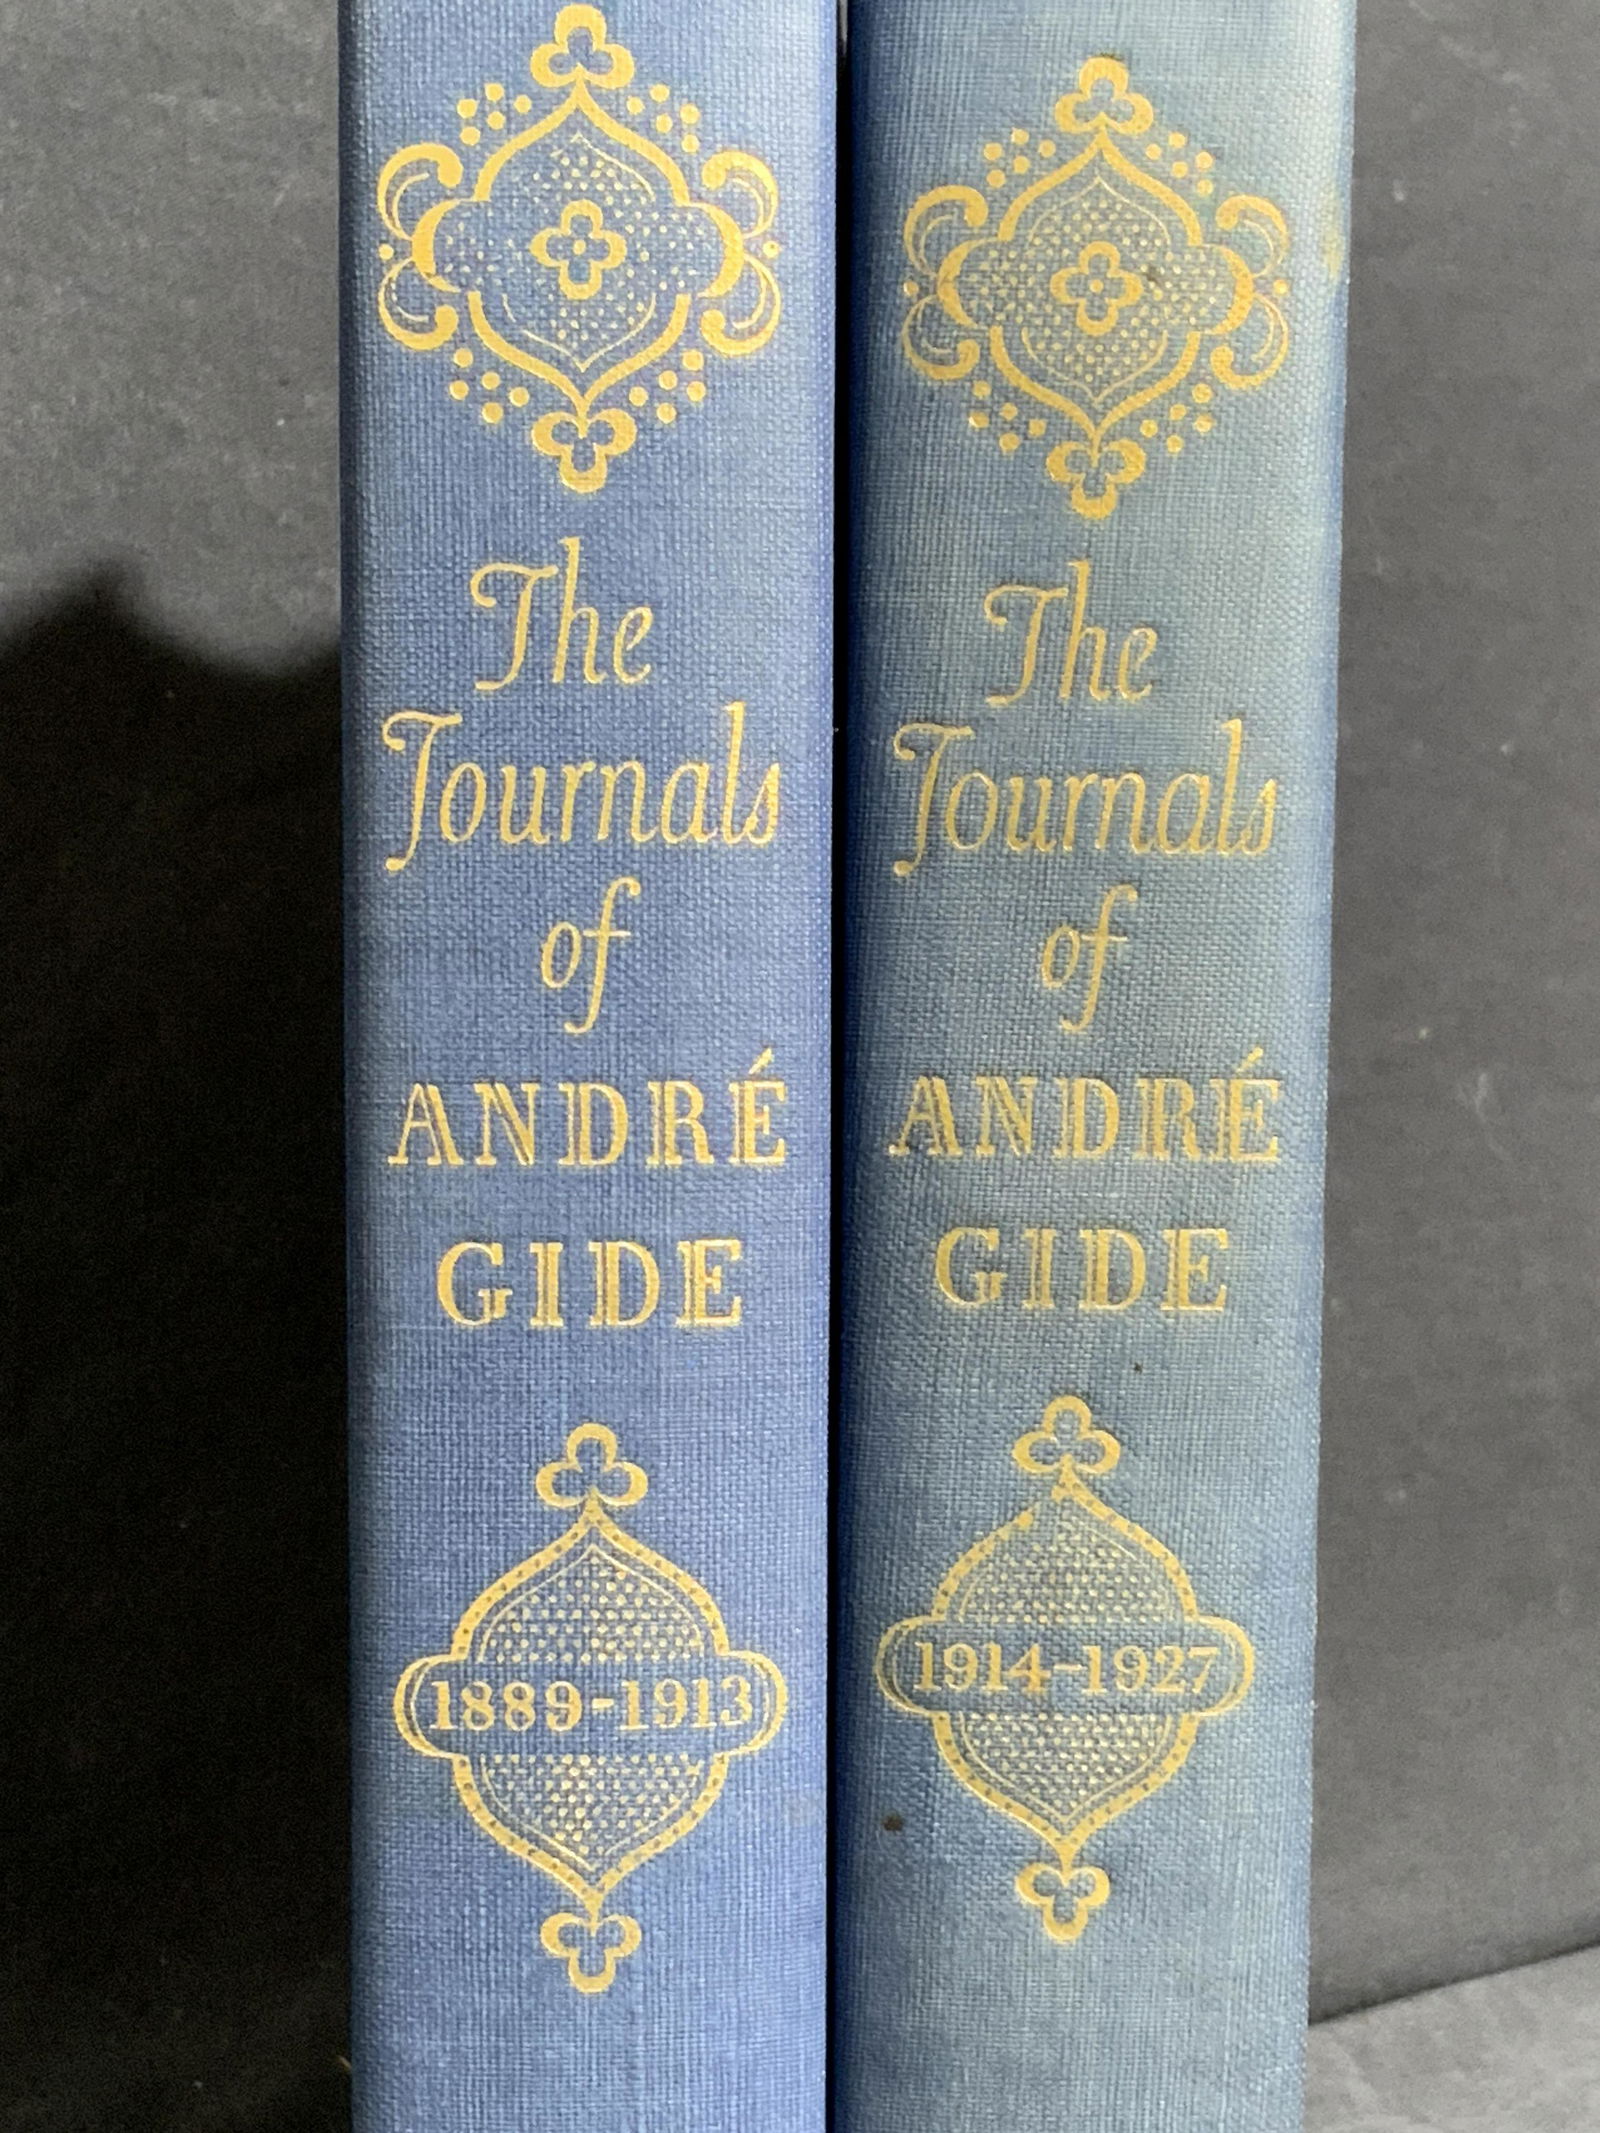 The
Journals
of
ANDRÉ
GIDE
1889-1913
The
Journals
of
ANDRÉ
GIDE
1914-1927